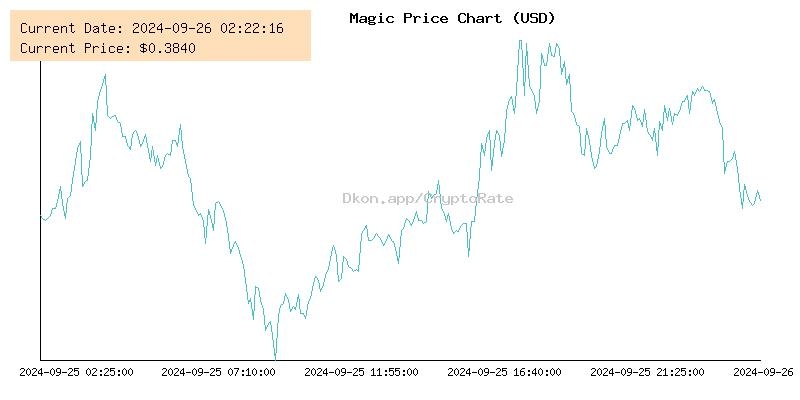 Magic Price Chart (USD)
Current Date: 2024-09-26 02:22:16
Current Price: $0.3840
Dkon.app/CryptoRate
2024-09-25 02:25:00 2024-09-25 07:10:00 2024-09-25 11:55:00 2024-09-25 16:40:00 2024-09-25 21:25:00 2024-09-26